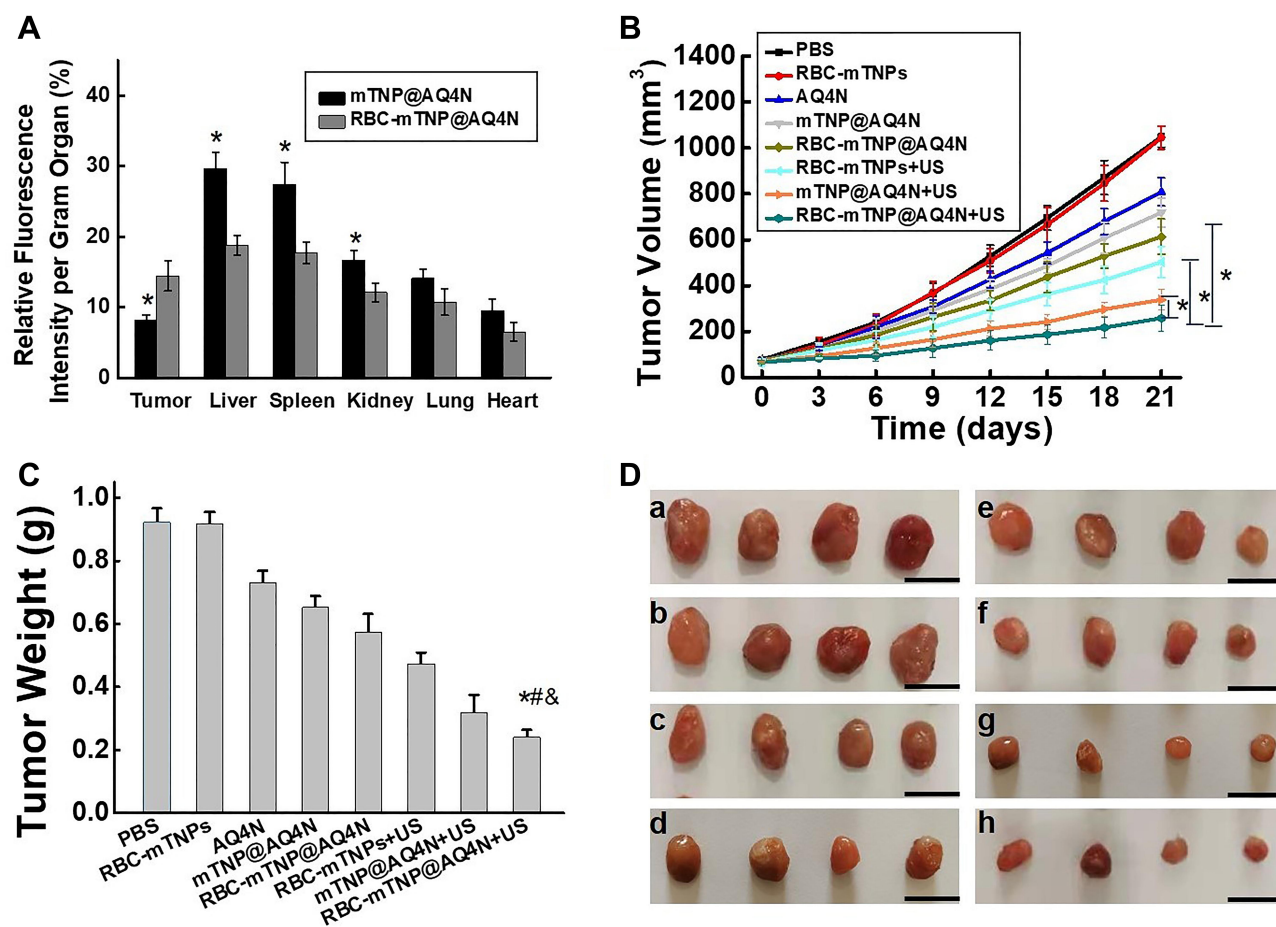 A
Relative Fluorescence
Intensity per Gram Organ (%)
40
30
20
10
0
mTNP@AQ4N
RBC-mTNP@AQ4N
*
*
*
*
Tumor Liver Spleen Kidney Lung Heart
B
Tumor Volume (mm³)
1400
1200
1000
800
600
400
200
0
PBS
RBC-mTNPs
AQ4N
mTNP@AQ4N
RBC-mTNP@AQ4N
RBC-mTNPs+US
mTNP@AQ4N+US
RBC-mTNP@AQ4N+US
*
*
*
0 3 6 9 12 15 18 21
Time (days)
C
Tumor Weight (g)
1.0
0.8
0.6
0.4
0.2
0.0
*#&
PBS
RBC-mTNPs
AQ4N
mTNP@AQ4N
RBC-mTNP@AQ4N
RBC-mTNPs+US
mTNP@AQ4N+US
RBC-mTNP@AQ4N+US
D
a
b
c
d
e
f
g
h